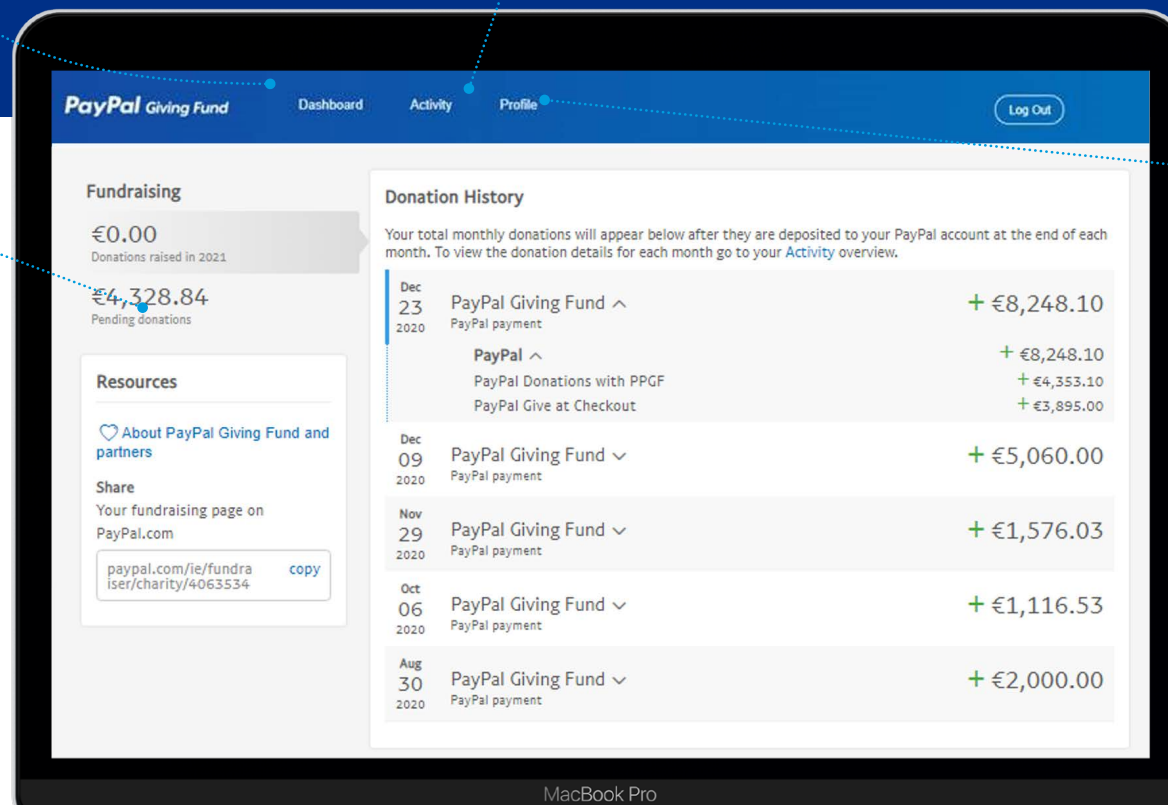 PayPal Giving Fund
Dashboard
Activity
Profile
Log Out
Fundraising
€0.00
Donations raised in 2021
€4,328.84
Pending donations
Resources
About PayPal Giving Fund and
partners
Share
Your fundraising page on
PayPal.com
paypal.com/ie/fundra
iser/charity/4063534
copy
Donation History
Your total monthly donations will appear below after they are deposited to your PayPal account at the end of each
month. To view the donation details for each month go to your Activity overview.
Dec
23
2020
PayPal Giving Fund
PayPal payment
+ €8,248.10
PayPal
+ €8,248.10
PayPal Donations with PPGF
+ €4,353.10
PayPal Give at Checkout
+ €3,895.00
Dec
09
2020
PayPal Giving Fund
PayPal payment
+ €5,060.00
Nov
29
2020
PayPal Giving Fund
PayPal payment
+ €1,576.03
Oct
06
2020
PayPal Giving Fund
PayPal payment
+ €1,116.53
Aug
30
2020
PayPal Giving Fund
PayPal payment
+ €2,000.00
MacBook Pro